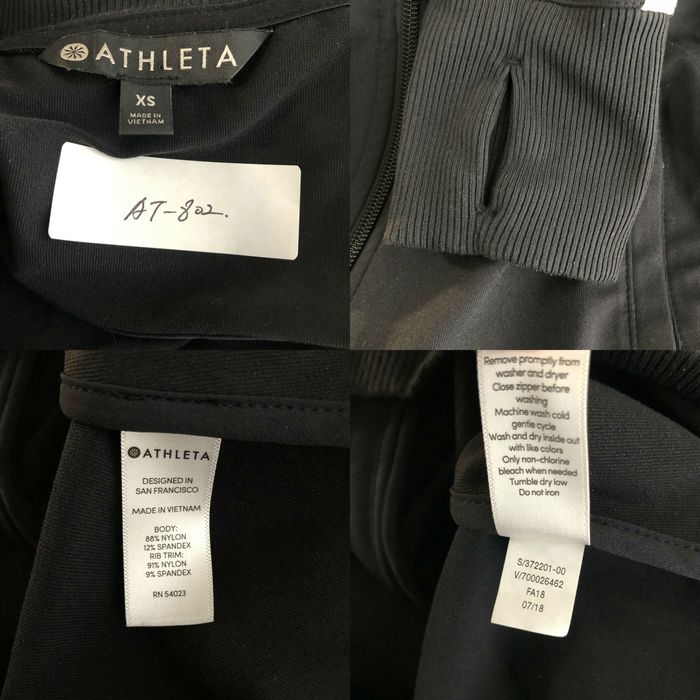 ATHLETA
XS
MADE IN
VIETNAM
AT-802.
ATHLETA
DESIGNED IN
SAN FRANCISCO
MADE IN VIETNAM
BODY:
88% NYLON
12% SPANDEX
RIB TRIM:
91% NYLON
9% SPANDEX
RN 54023
Remove promptly from
washer and dryer
Close zipper before
washing
Machine wash cold
gentle cycle
Wash and dry inside out
with like colors
Only non-chlorine
bleach when needed
Tumble dry low
Do not iron
S/372201-00
V/700026462
FA18
07/18